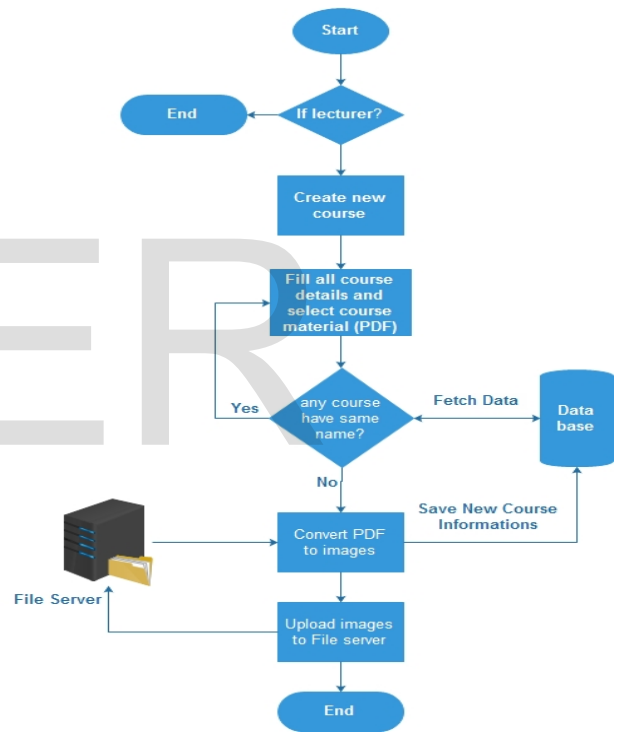 Start
If lecturer?
End
Create new
course
Fill all course
details and
select course
material (PDF)
any course
have same
name?
Yes
Fetch Data
Data
base
No
Save New Course
Informations
Convert PDF
to images
File Server
Upload images
to File server
End
ER